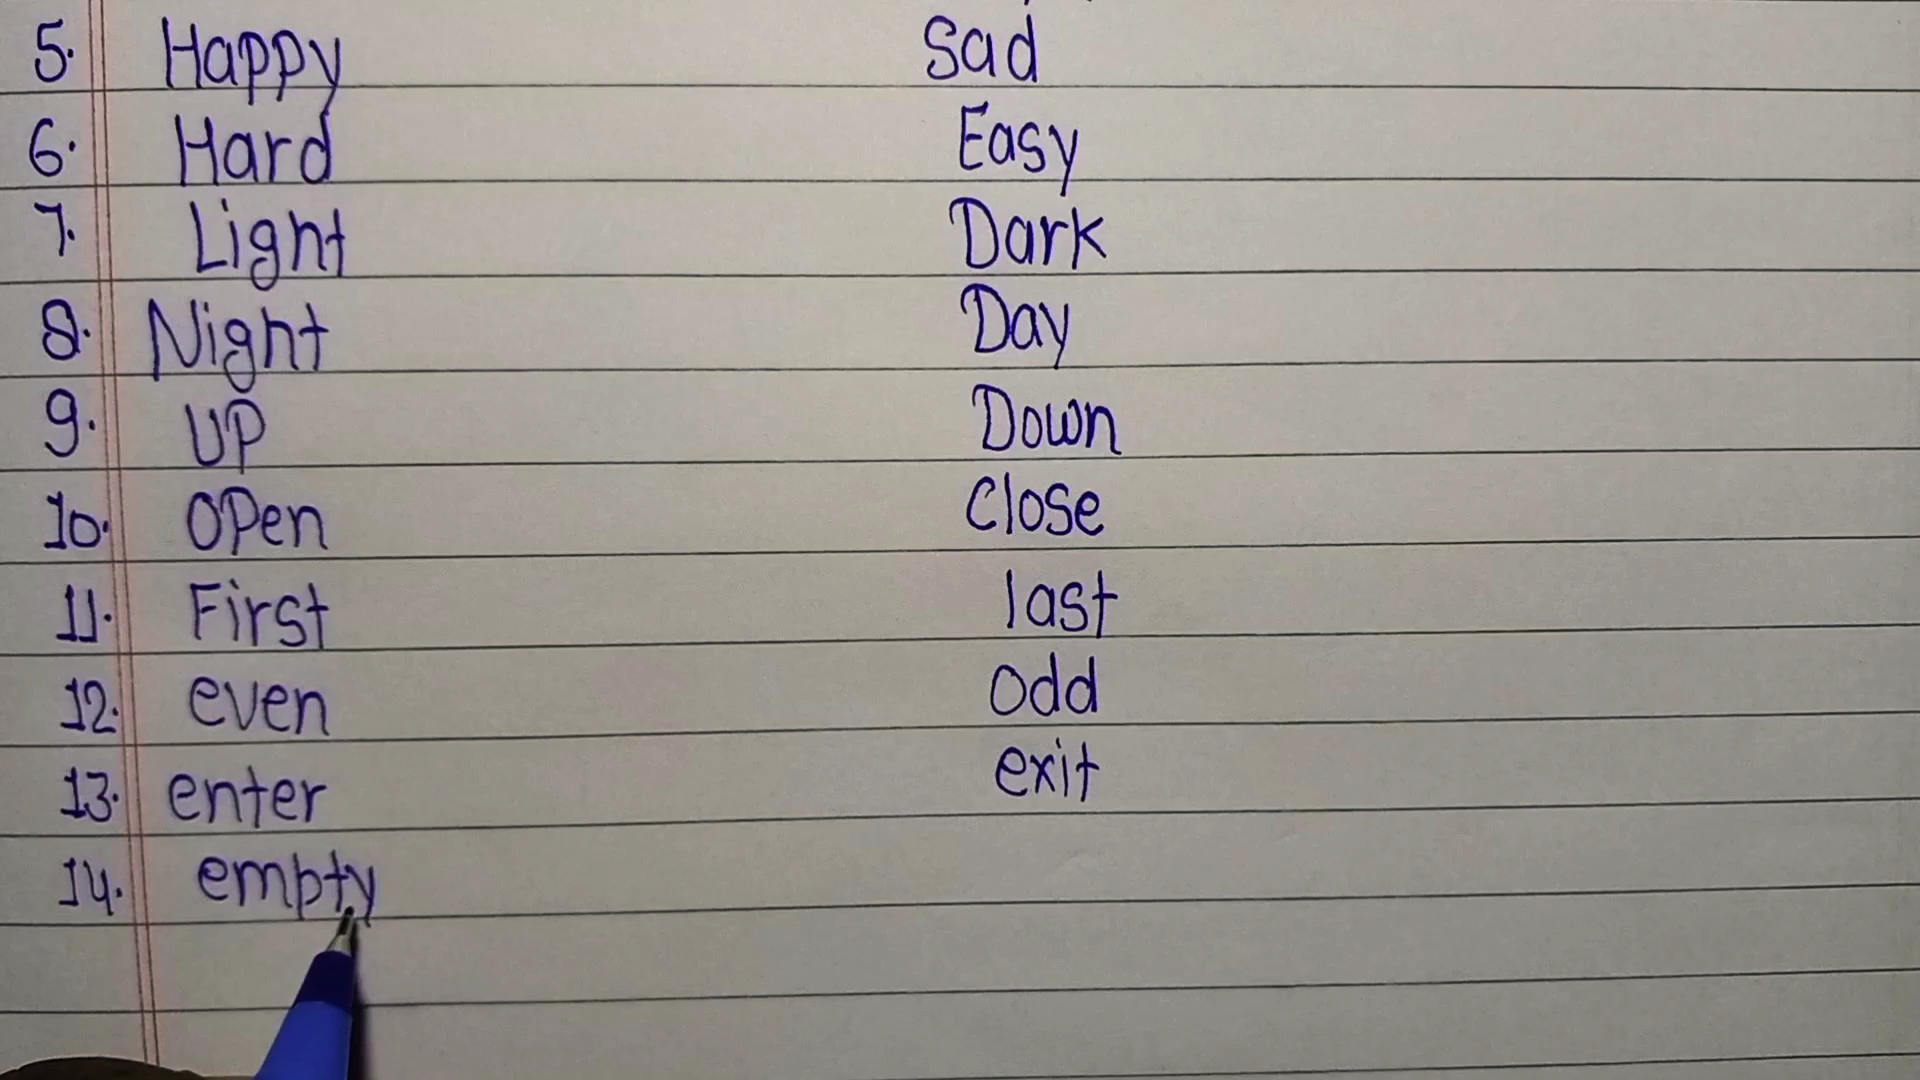 5. Happy Sad
6. Hard Easy
7. Light Dark
8. Night Day
9. UP Down
10. OPen Close
11. First last
12. even odd
13. enter exit
14. empty